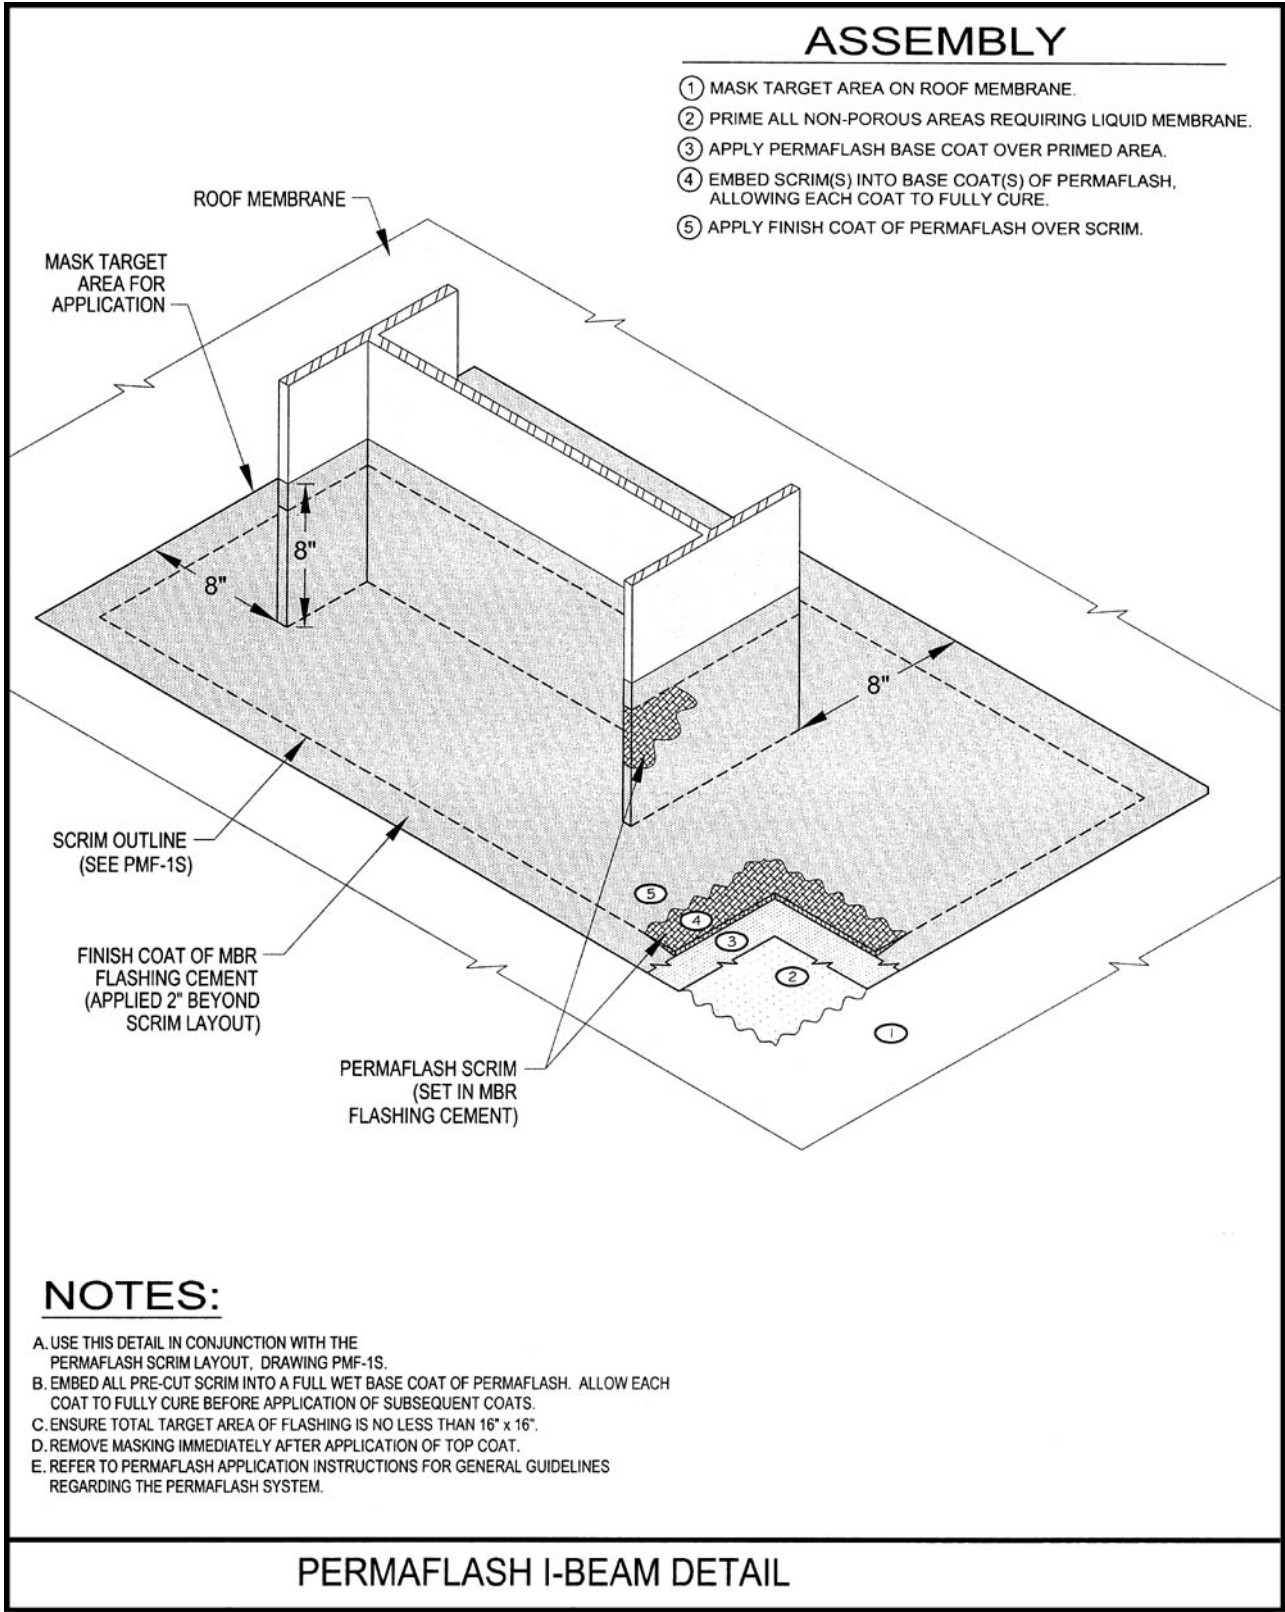 ASSEMBLY
1 MASK TARGET AREA ON ROOF MEMBRANE.
2 PRIME ALL NON-POROUS AREAS REQUIRING LIQUID MEMBRANE.
3 APPLY PERMAFLASH BASE COAT OVER PRIMED AREA.
4 EMBED SCRIM(S) INTO BASE COAT(S) OF PERMAFLASH,
ALLOWING EACH COAT TO FULLY CURE.
5 APPLY FINISH COAT OF PERMAFLASH OVER SCRIM.
ROOF MEMBRANE
MASK TARGET
AREA FOR
APPLICATION
8"
8"
8"
SCRIM OUTLINE
(SEE PMF-1S)
5
4
3
2
1
FINISH COAT OF MBR
FLASHING CEMENT
(APPLIED 2" BEYOND
SCRIM LAYOUT)
PERMAFLASH SCRIM
(SET IN MBR
FLASHING CEMENT)
NOTES:
A. USE THIS DETAIL IN CONJUNCTION WITH THE
PERMAFLASH SCRIM LAYOUT, DRAWING PMF-1S.
B. EMBED ALL PRE-CUT SCRIM INTO A FULL WET BASE COAT OF PERMAFLASH. ALLOW EACH
COAT TO FULLY CURE BEFORE APPLICATION OF SUBSEQUENT COATS.
C. ENSURE TOTAL TARGET AREA OF FLASHING IS NO LESS THAN 16" x 16".
D. REMOVE MASKING IMMEDIATELY AFTER APPLICATION OF TOP COAT.
E. REFER TO PERMAFLASH APPLICATION INSTRUCTIONS FOR GENERAL GUIDELINES
REGARDING THE PERMAFLASH SYSTEM.
PERMAFLASH I-BEAM DETAIL